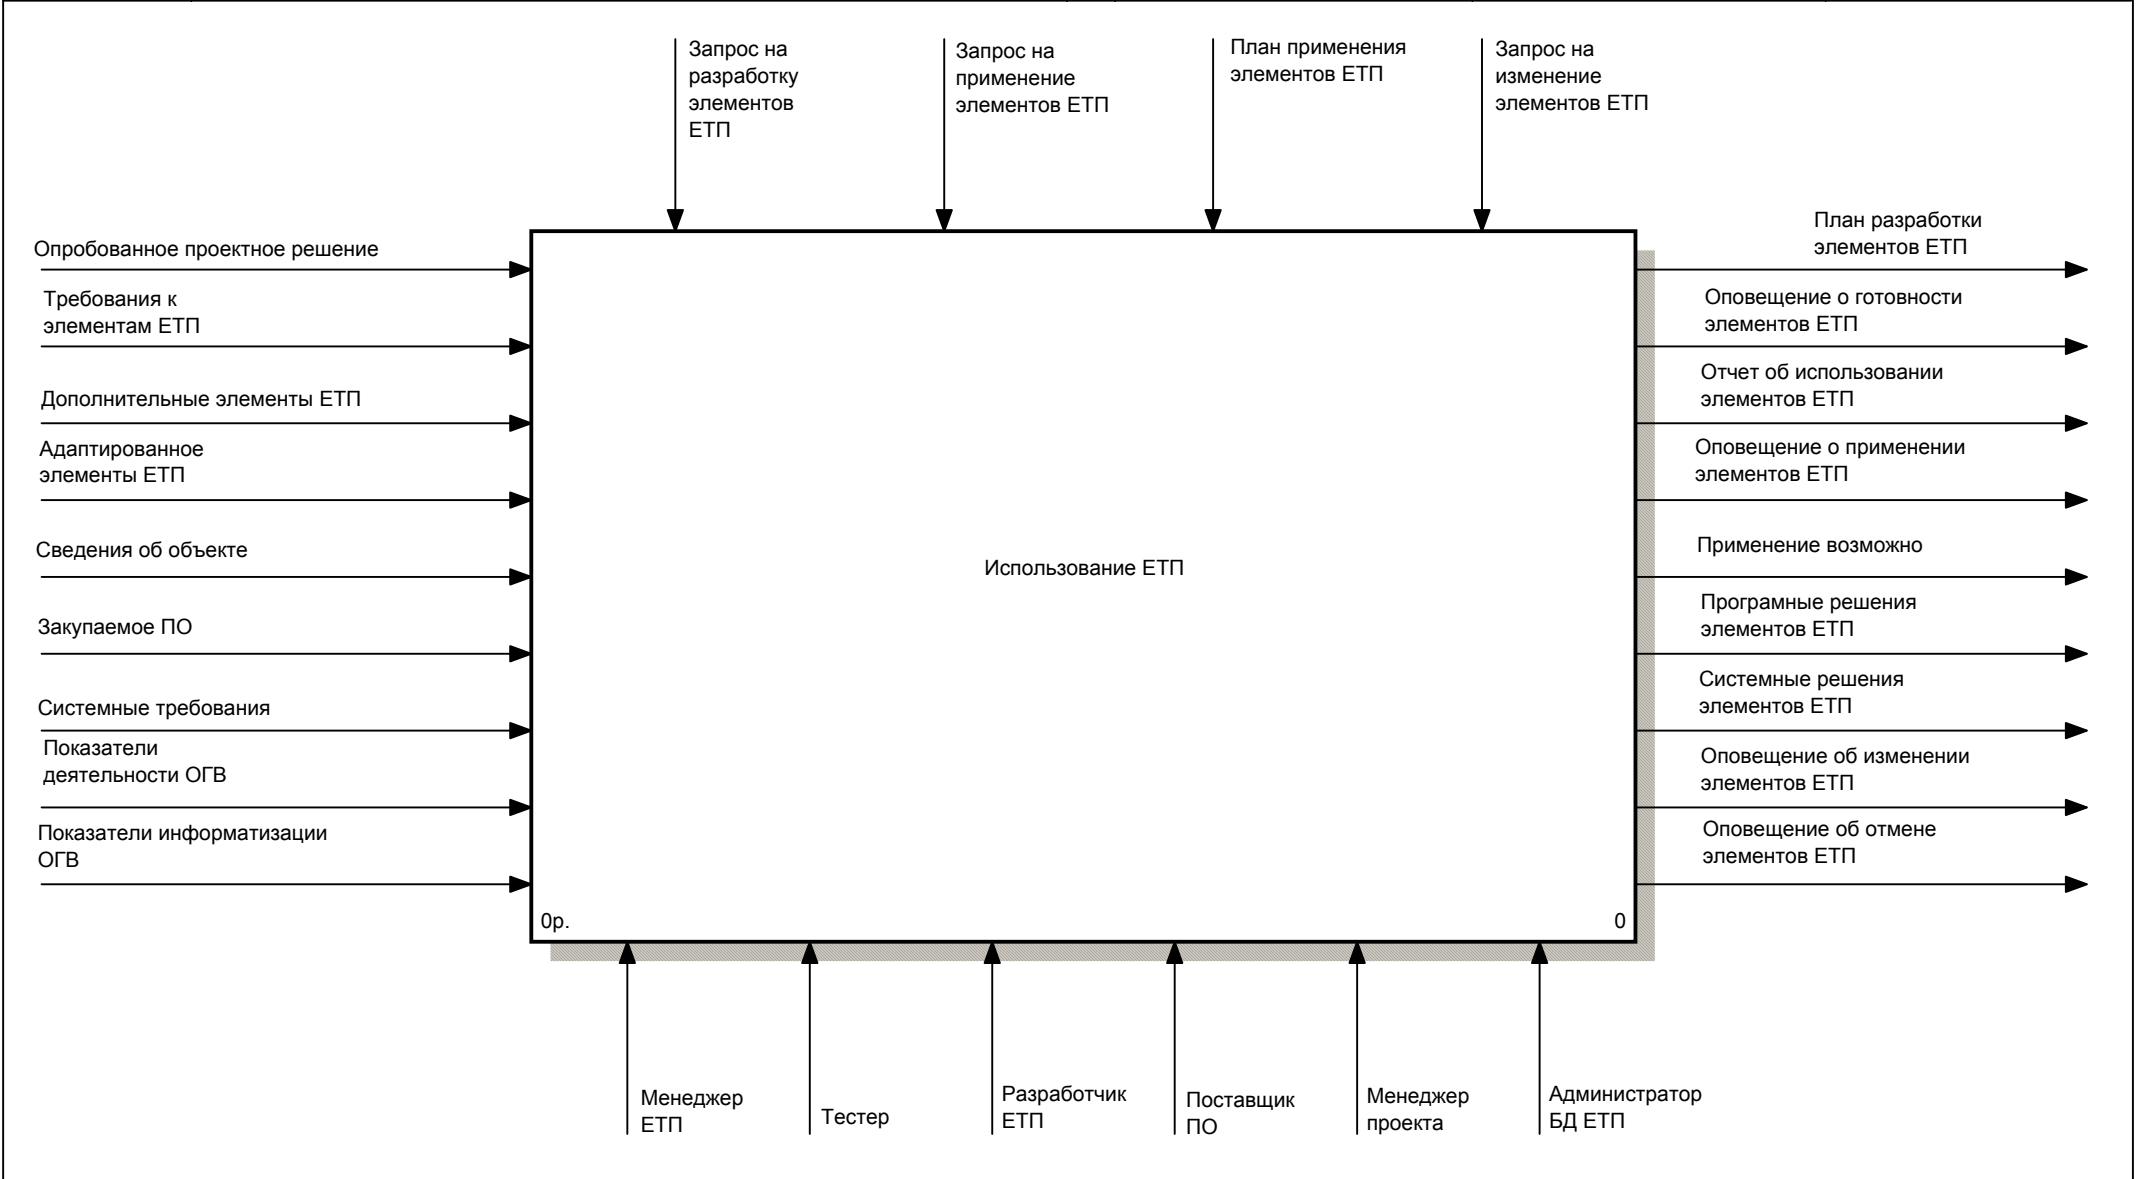 Запрос на
разработку
элементов
ЕТП
Запрос на
применение
элементов ЕТП
План применения
элементов ЕТП
Запрос на
изменение
элементов ЕТП
Опробованное проектное решение
Требования к
элементам ЕТП
Дополнительные элементы ЕТП
Адаптированное
элементы ЕТП
Сведения об объекте
Закупаемое ПО
Системные требования
Показатели
деятельности ОГВ
Показатели информатизации
ОГВ
Использование ЕТП
0р.
0
План разработки
элементов ЕТП
Оповещение о готовности
элементов ЕТП
Отчет об использовании
элементов ЕТП
Оповещение о применении
элементов ЕТП
Применение возможно
Програмные решения
элементов ЕТП
Системные решения
элементов ЕТП
Оповещение об изменении
элементов ЕТП
Оповещение об отмене
элементов ЕТП
Менеджер
ЕТП
Тестер
Разработчик
ЕТП
Поставщик
ПО
Менеджер
проекта
Администратор
БД ЕТП